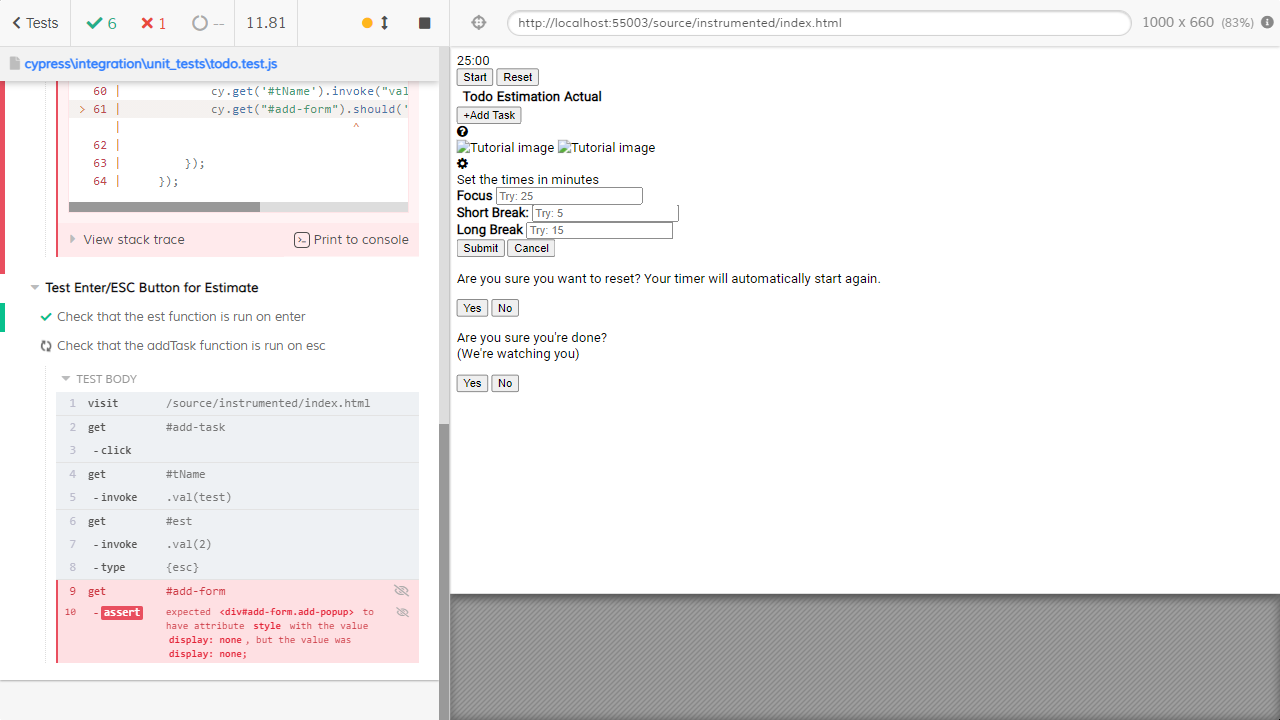 Tests 6 1 -- 11.81
http://localhost:55003/source/instrumented/index.html 1000 x 660 (83%)
cypress\integration\unit_tests\todo.test.js
60 | cy.get('#tName').invoke("val
> 61 | cy.get("#add-form").should('
| ^
62 |
63 | });
64 | });
View stack trace Print to console
Test Enter/ESC Button for Estimate
Check that the est function is run on enter
Check that the addTask function is run on esc
TEST BODY
1 visit /source/instrumented/index.html
2 get #add-task
3 -click
4 get #tName
5 -invoke .val(test)
6 get #est
7 -invoke .val(2)
8 -type {esc}
9 get #add-form
10 -assert expected <div#add-form.add-popup> to
have attribute style with the value
display: none, but the value was
display: none;
25:00
Start Reset
Todo Estimation Actual
+Add Task
Tutorial image Tutorial image
Set the times in minutes
Focus Try: 25
Short Break: Try: 5
Long Break Try: 15
Submit Cancel
Are you sure you want to reset? Your timer will automatically start again.
Yes No
Are you sure you're done?
(We're watching you)
Yes No